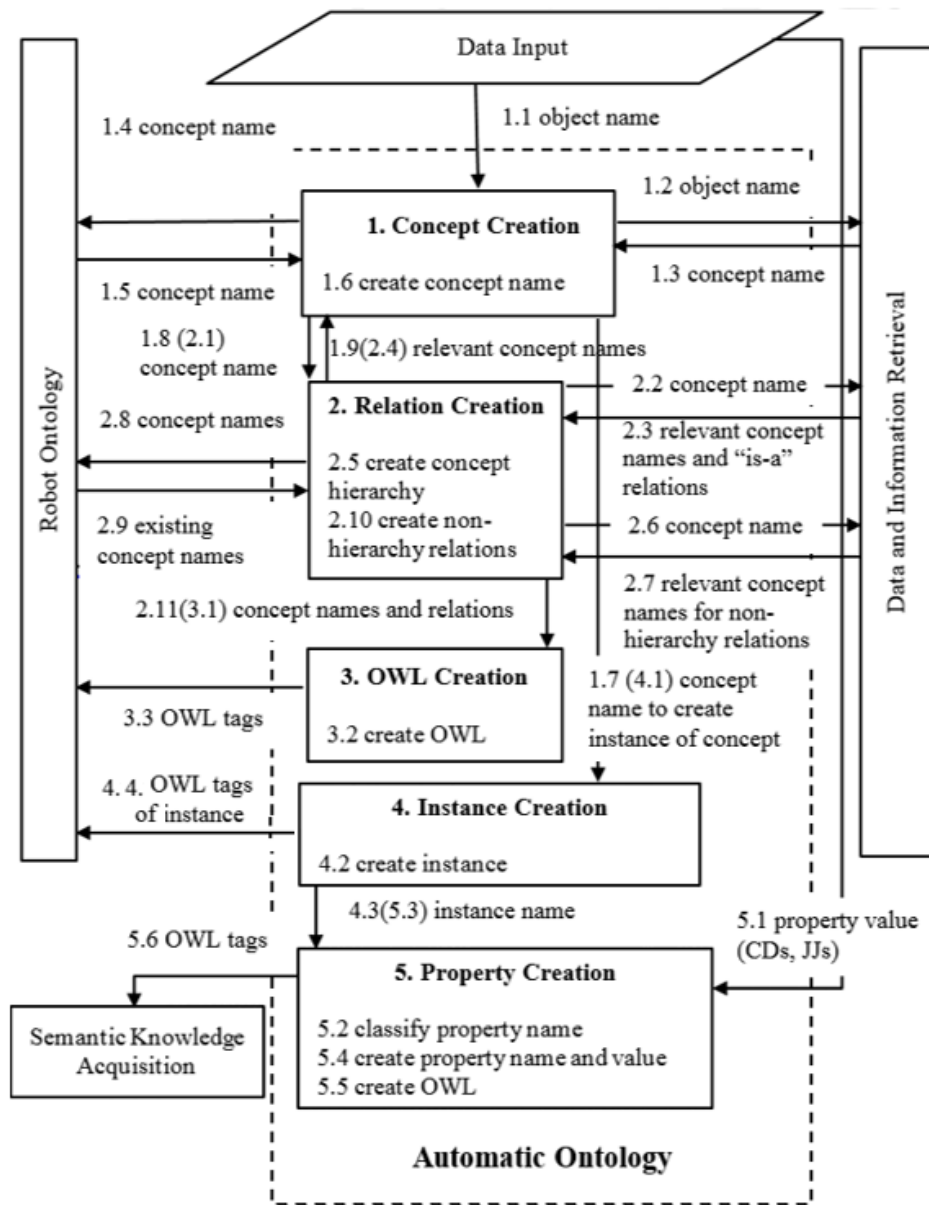 Data Input
1.4 concept name
1.1 object name
1.2 object name
1. Concept Creation
1.3 concept name
1.5 concept name
1.6 create concept name
1.8 (2.1)
concept name
1.9(2.4) relevant concept names
2.2 concept name
2. Relation Creation
2.8 concept names
2.3 relevant concept
names and “is-a”
relations
2.5 create concept
hierarchy
2.10 create non-
hierarchy relations
2.6 concept name
2.9 existing
concept names
2.7 relevant concept
names for non-
hierarchy relations
2.11(3.1) concept names and relations
3. OWL Creation
1.7 (4.1) concept
name to create
instance of concept
3.3 OWL tags
3.2 create OWL
4. 4. OWL tags
of instance
4. Instance Creation
4.2 create instance
4.3(5.3) instance name
5.1 property value
(CDs, JJs)
5.6 OWL tags
5. Property Creation
5.2 classify property name
5.4 create property name and value
5.5 create OWL
Semantic Knowledge
Acquisition
Automatic Ontology
Robot Ontology
Data and Information Retrieval